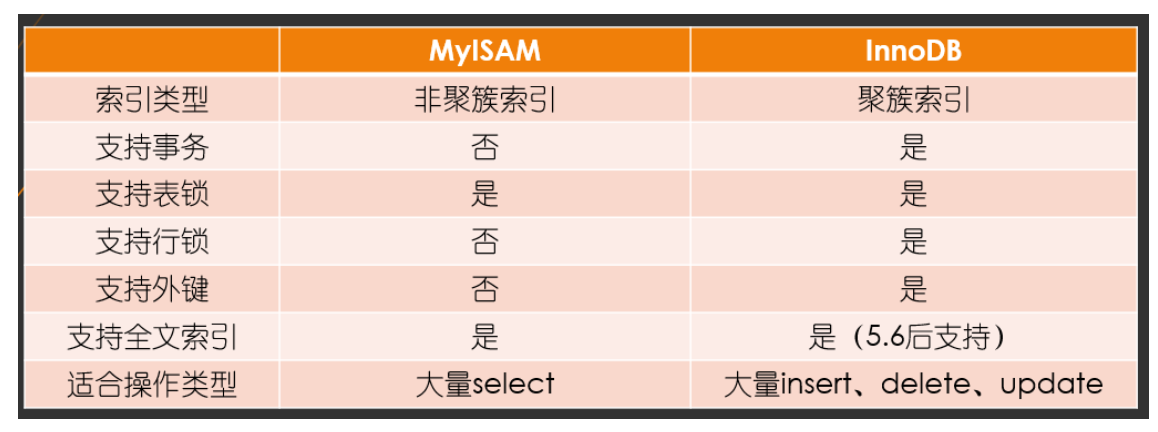 MyISAM InnoDB
索引类型 非聚簇索引 聚簇索引
支持事务 否 是
支持表锁 是 是
支持行锁 否 是
支持外键 否 是
支持全文索引 是 是（5.6后支持）
适合操作类型 大量select 大量insert、delete、update